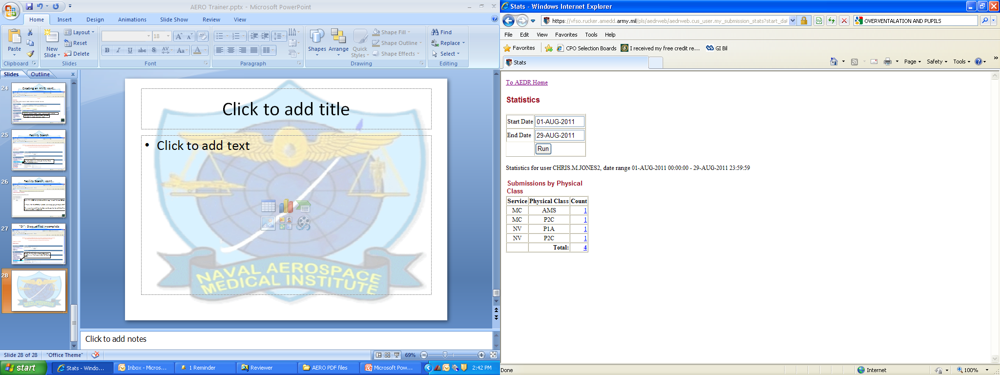 AERO Trainer.pptx - Microsoft PowerPoint
Home Insert Design Animations Slide Show Review View
Paste
New Slide
Layout
Reset
Delete
18
B I U abc S AV Aa A
Shapes Arrange Quick Styles
Shape Fill
Shape Outline
Shape Effects
Find
Replace
Select
Clipboard Slides Font Paragraph Drawing Editing
Slides Outline x
24
Creating an AMS, cont...
25
Facility Search
26
Facility Search, cont...
27
"DI": Disqualified Incomplete
28
Click to add title
• Click to add text
NAVAL AEROSPACE
MEDICAL INSTITUTE
Click to add notes
Slide 28 of 28 "Office Theme" 69%
start Stats - Windo... Inbox - Micros... 1 Reminder Reviewer AERO PDF files Microsoft Pow... 2:42 PM
Stats - Windows Internet Explorer
https://vfso.rucker.amedd.army.mil/pls/aedrweb/aedrweb.cus_user.my_submission_stats?start_dat
OVERVENTALATION AND PUPILS
File Edit View Favorites Tools Help
Favorites CPO Selection Boards I received my free credit re... VA GI Bil
Stats
Page Safety Tools
To AEDR Home
Statistics
Start Date 01-AUG-2011
End Date 29-AUG-2011
Run
Statistics for user CHRIS.M.JONES2, date range 01-AUG-2011 00:00:00 - 29-AUG-2011 23:59:59
Submissions by Physical
Class
Service Physical Class Count
MC AMS 1
MC P2C 1
NV P1A 1
NV P2C 1
Total: 4
Done Internet 100%